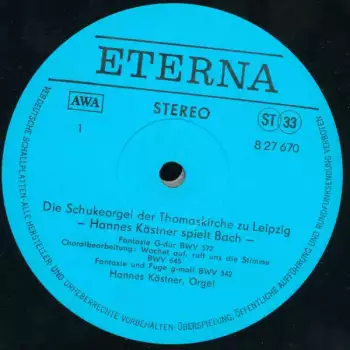 ETERNA
AWA
STEREO
ST 33
1
8 27 670
Die Schukeorgel der Thomaskirche zu Leipzig
- Hannes Kästner spielt Bach -
Fantasie G-dur BWV 572
Choralbearbeitung: Wachet auf, ruft uns die Stimme
BWV 645
Fantasie und Fuge g-moll BWV 542
Hannes Kästner, Orgel
VEB DEUTSCHE SCHALLPLATTEN · ALLE HERSTELLER- UND URHEBERRECHTE VORBEHALTEN · ÜBERSPIELUNG, ÖFFENTLICHE AUFFÜHRUNG UND RUNDFUNKSENDUNG VERBOTEN